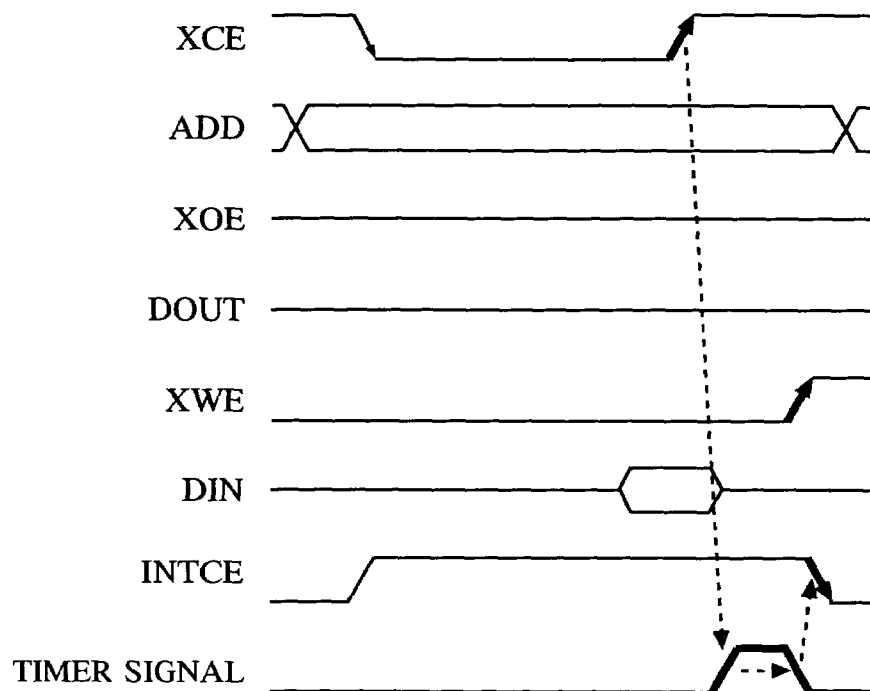 XCE
ADD
XOE
DOUT
XWE
DIN
INTCE
TIMER SIGNAL